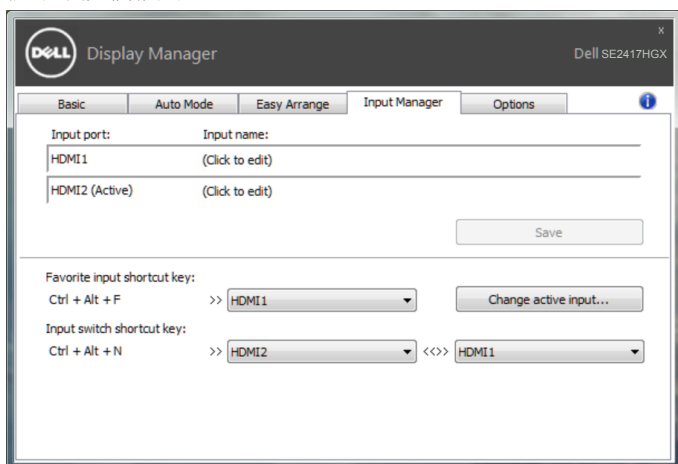 x
DELL Display Manager Dell SE2417HGX
Basic Auto Mode Easy Arrange Input Manager Options i
Input port: Input name:
HDMI1 (Click to edit)
HDMI2 (Active) (Click to edit)
Save
Favorite input shortcut key:
Ctrl + Alt + F >> HDMI1 Change active input...
Input switch shortcut key:
Ctrl + Alt + N >> HDMI2 <<>> HDMI1